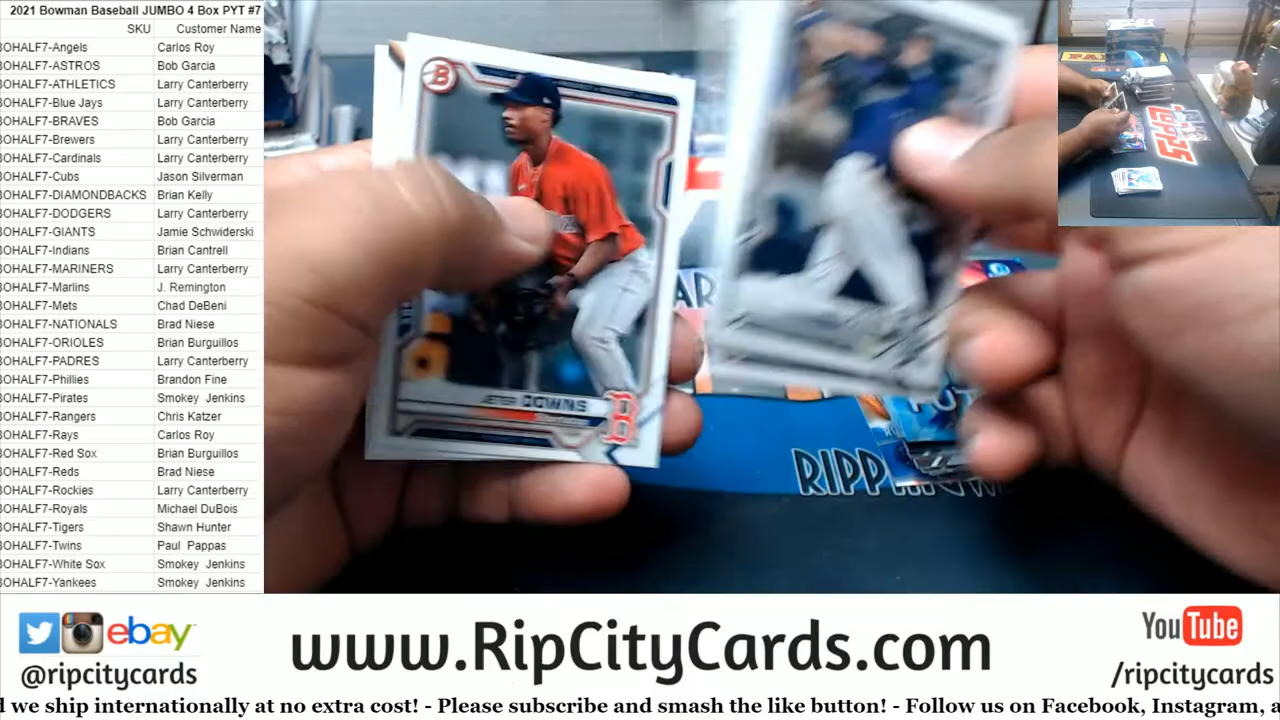 2021 Bowman Baseball JUMBO 4 Box PYT #7
SKU Customer Name
BOHALF7-Angels Carlos Roy
BOHALF7-ASTROS Bob Garcia
BOHALF7-ATHLETICS Larry Canterberry
BOHALF7-Blue Jays Larry Canterberry
BOHALF7-BRAVES Bob Garcia
BOHALF7-Brewers Larry Canterberry
BOHALF7-Cardinals Larry Canterberry
BOHALF7-Cubs Jason Silverman
BOHALF7-DIAMONDBACKS Brian Kelly
BOHALF7-DODGERS Larry Canterberry
BOHALF7-GIANTS Jamie Schwiderski
BOHALF7-Indians Brian Cantrell
BOHALF7-MARINERS Larry Canterberry
BOHALF7-Marlins J. Remington
BOHALF7-Mets Chad DeBeni
BOHALF7-NATIONALS Brad Niese
BOHALF7-ORIOLES Brian Burguillos
BOHALF7-PADRES Larry Canterberry
BOHALF7-Phillies Brandon Fine
BOHALF7-Pirates Smokey Jenkins
BOHALF7-Rangers Chris Katzer
BOHALF7-Rays Carlos Roy
BOHALF7-Red Sox Brian Burguillos
BOHALF7-Reds Brad Niese
BOHALF7-Rockies Larry Canterberry
BOHALF7-Royals Michael DuBois
BOHALF7-Tigers Shawn Hunter
BOHALF7-Twins Paul Pappas
BOHALF7-White Sox Smokey Jenkins
BOHALF7-Yankees Smokey Jenkins
B
JETER DOWNS
B
RIPP
TOPPS
ebay
@ripcitycards
www.RipCityCards.com
YouTube
/ripcitycards
d we ship internationally at no extra cost! - Please subscribe and smash the like button! - Follow us on Facebook, Instagram, a